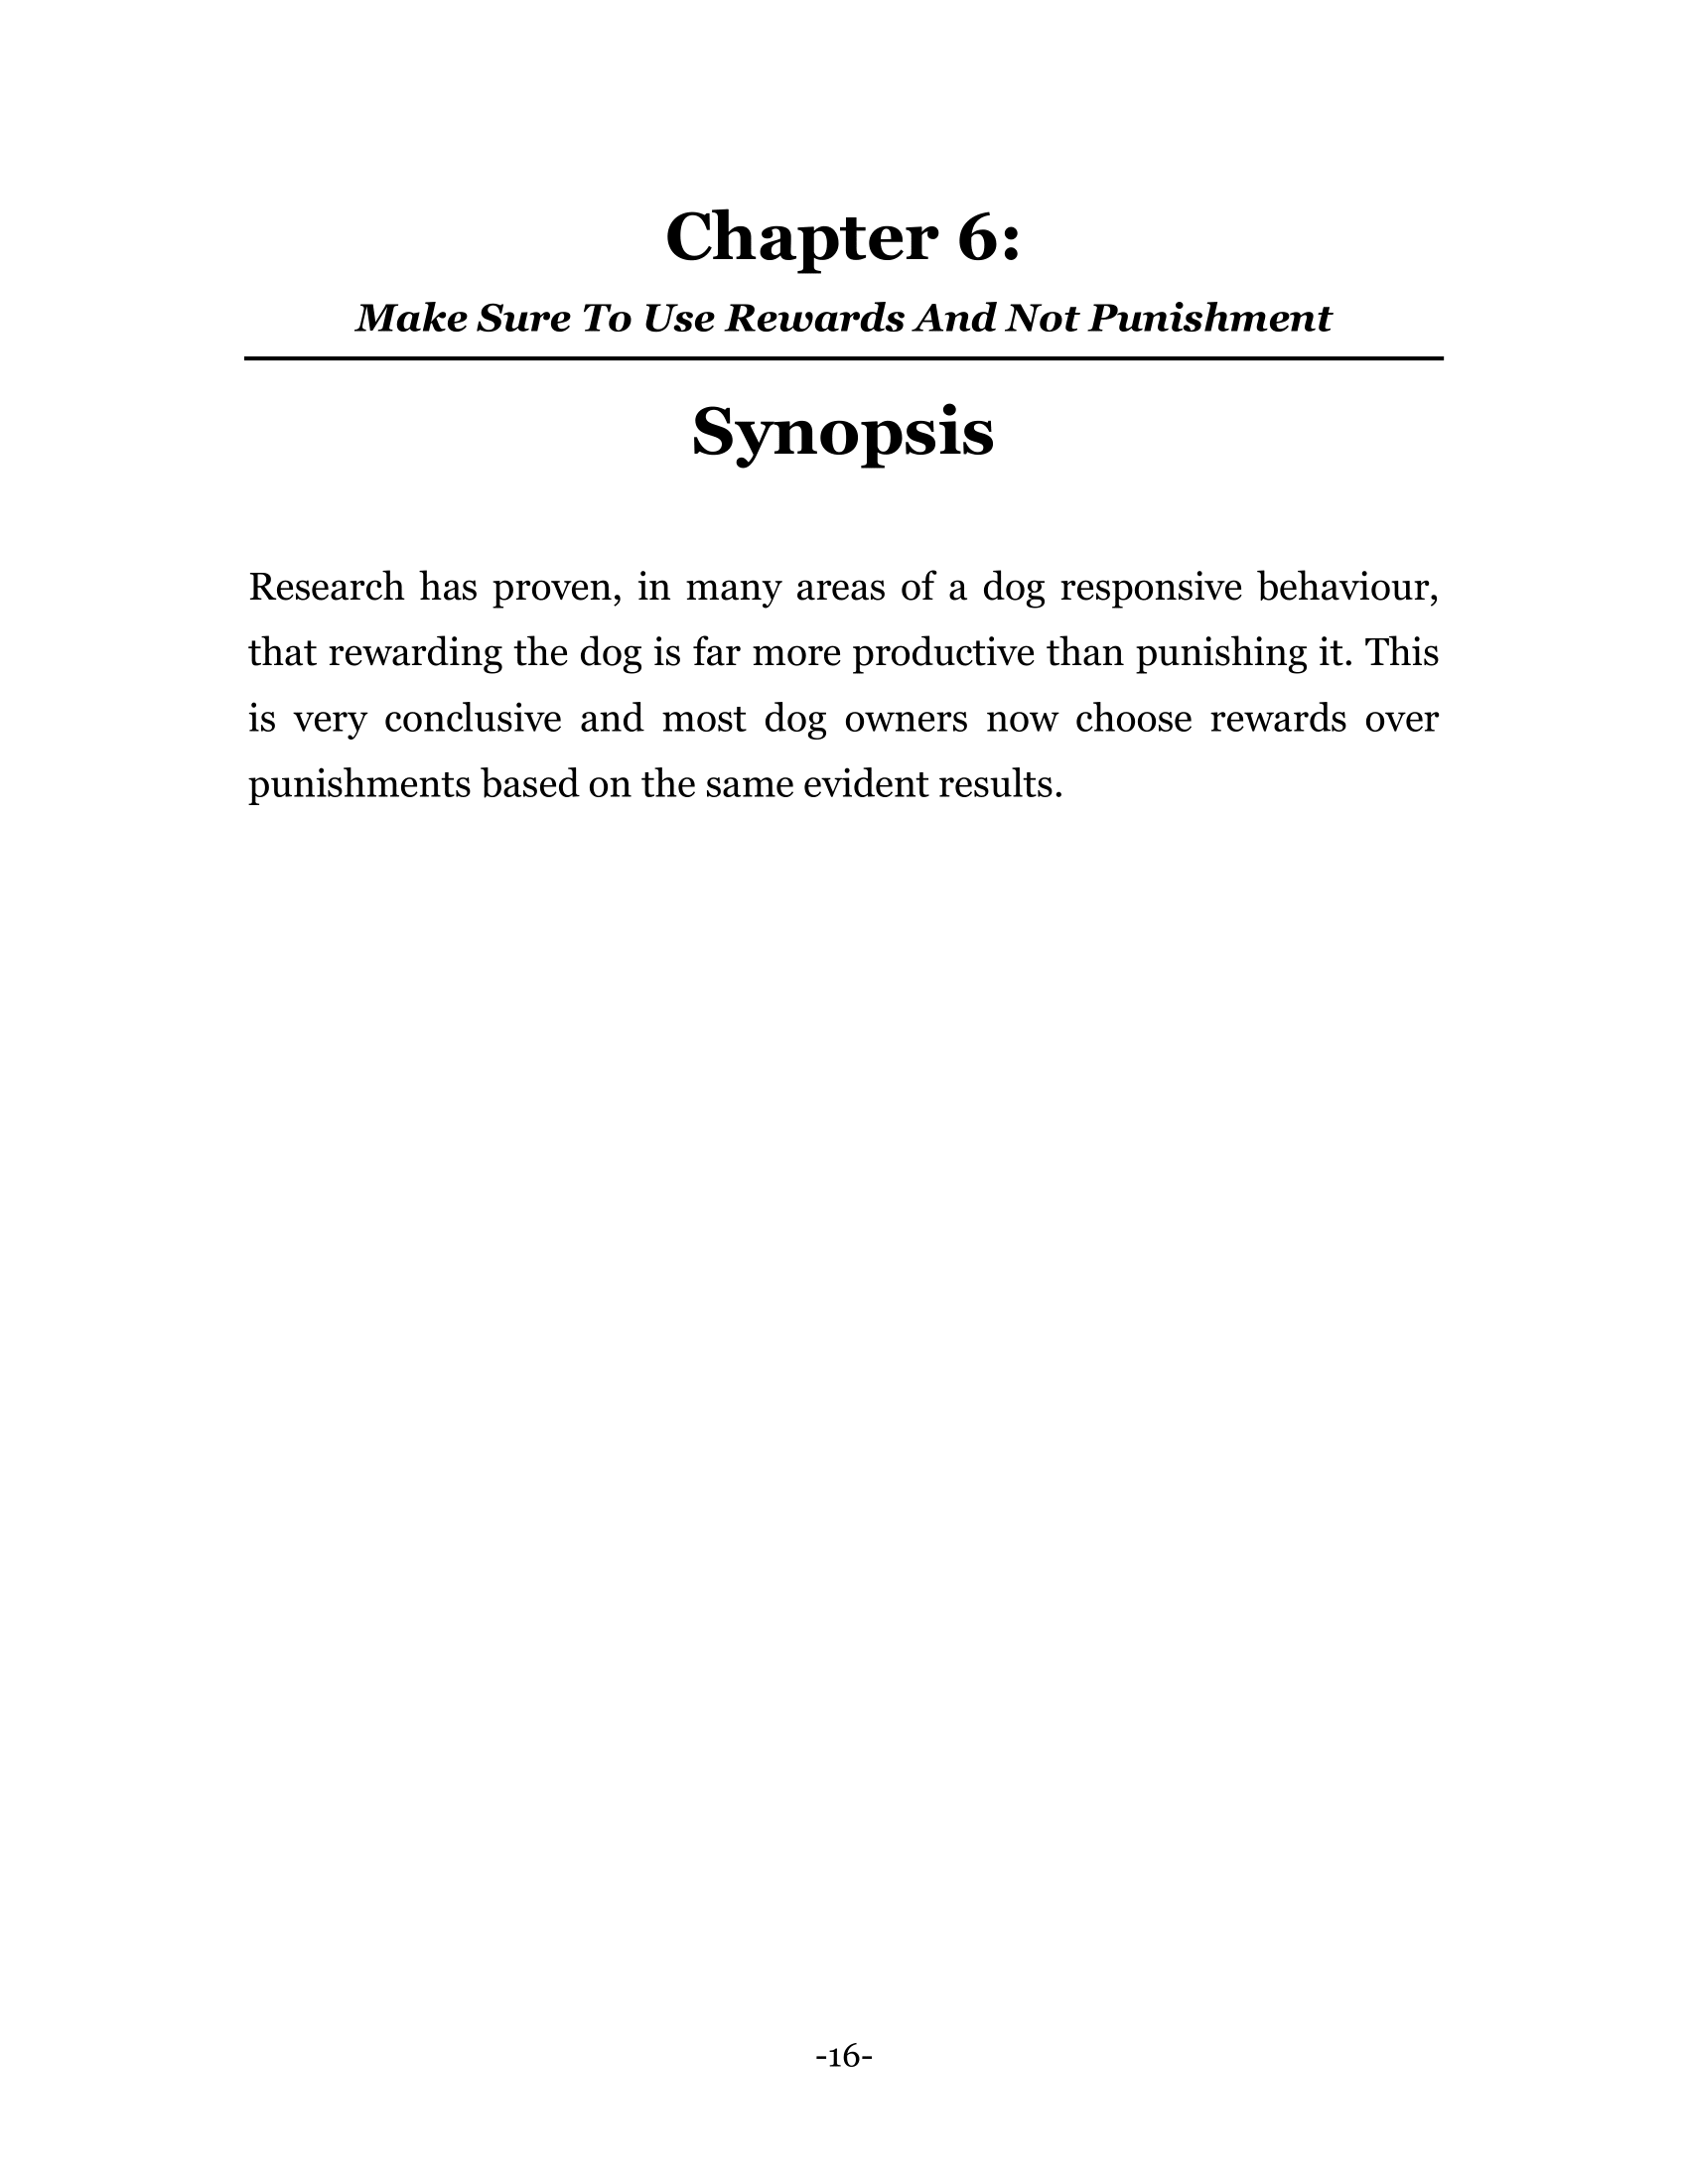 Chapter 6:
Make Sure To Use Rewards And Not Punishment
Synopsis
Research has proven, in many areas of a dog responsive behaviour,
that rewarding the dog is far more productive than punishing it. This
is very conclusive and most dog owners now choose rewards over
punishments based on the same evident results.
-16-